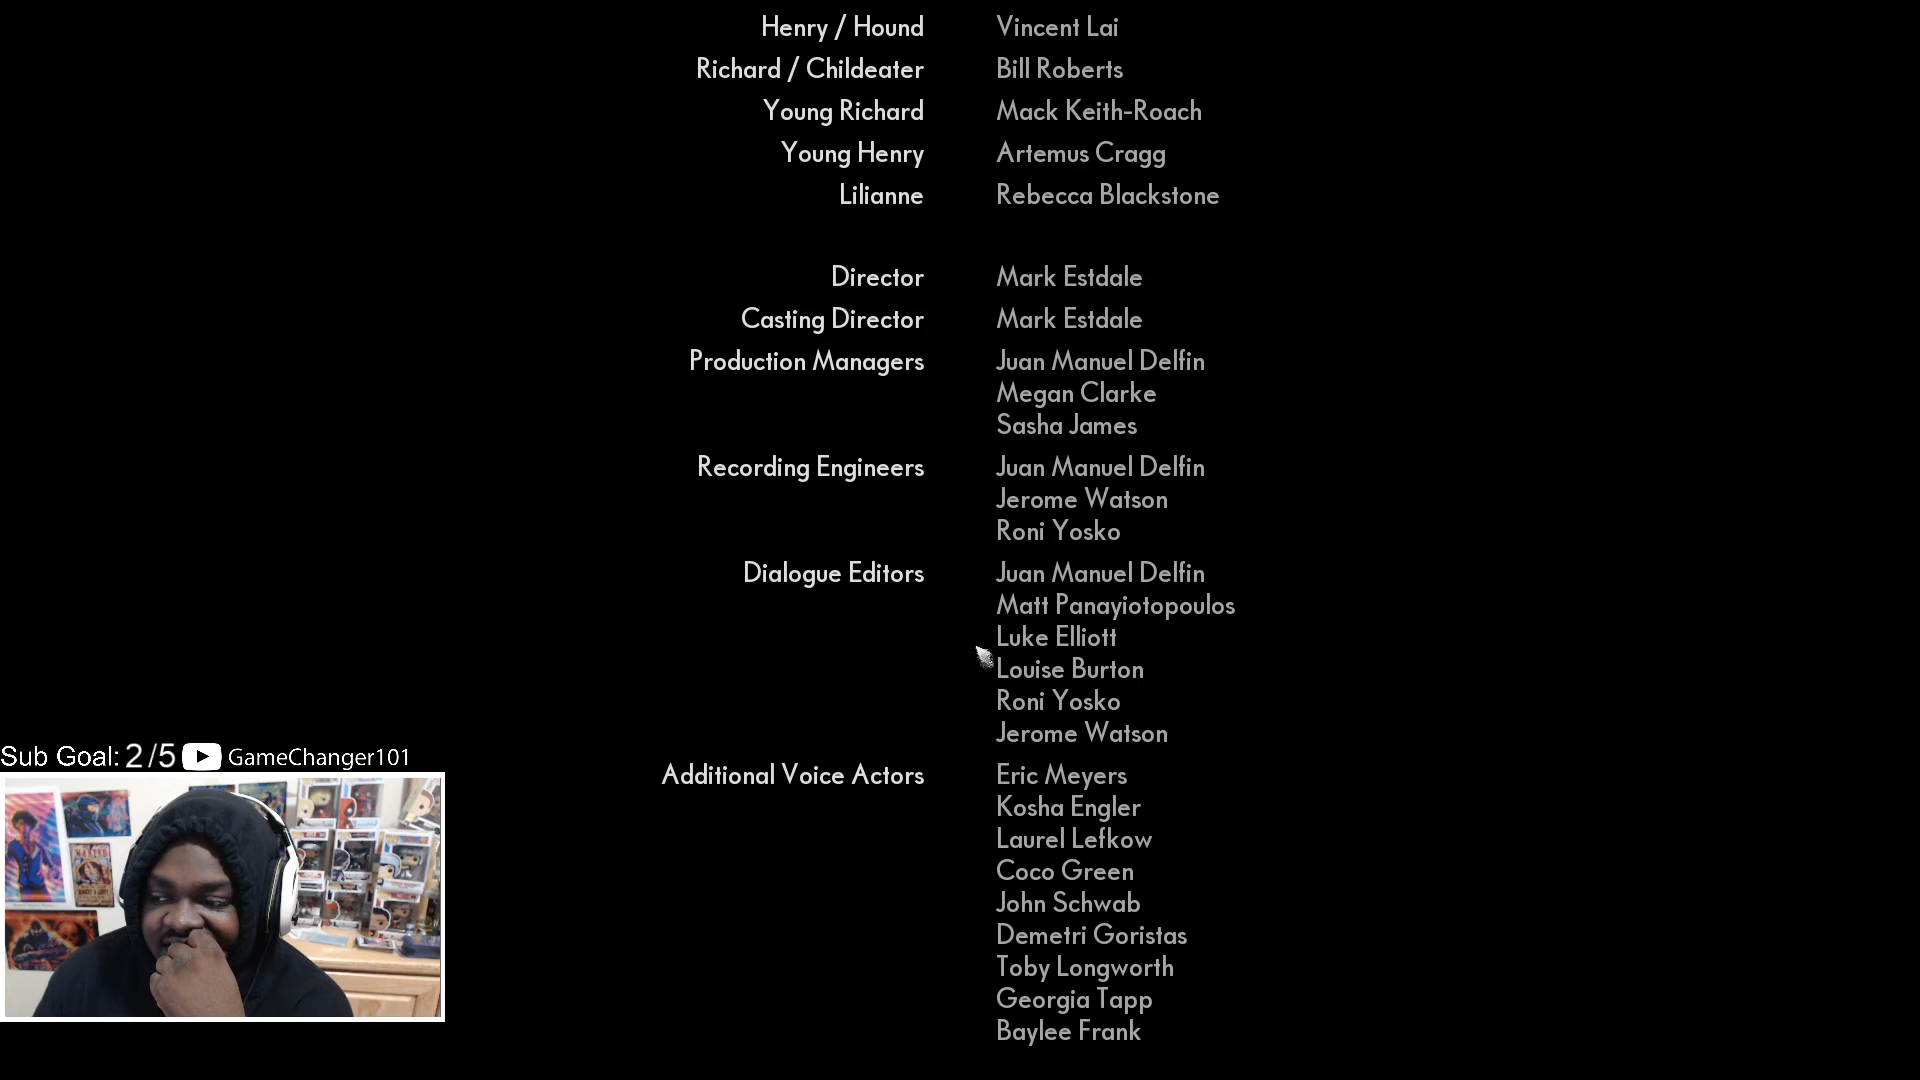 Henry / Hound Vincent Lai
Richard / Childeater Bill Roberts
Young Richard Mack Keith-Roach
Young Henry Artemus Cragg
Lilianne Rebecca Blackstone
Director Mark Estdale
Casting Director Mark Estdale
Production Managers Juan Manuel Delfin
Megan Clarke
Sasha James
Recording Engineers Juan Manuel Delfin
Jerome Watson
Roni Yosko
Dialogue Editors Juan Manuel Delfin
Matt Panayiotopoulos
Luke Elliott
Louise Burton
Roni Yosko
Jerome Watson
Additional Voice Actors Eric Meyers
Kosha Engler
Laurel Lefkow
Coco Green
John Schwab
Demetri Goristas
Toby Longworth
Georgia Tapp
Baylee Frank
Sub Goal: 2/5 GameChanger101
WANTED